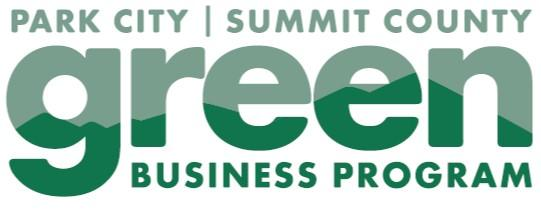 PARK CITY | SUMMIT COUNTY
green
BUSINESS PROGRAM